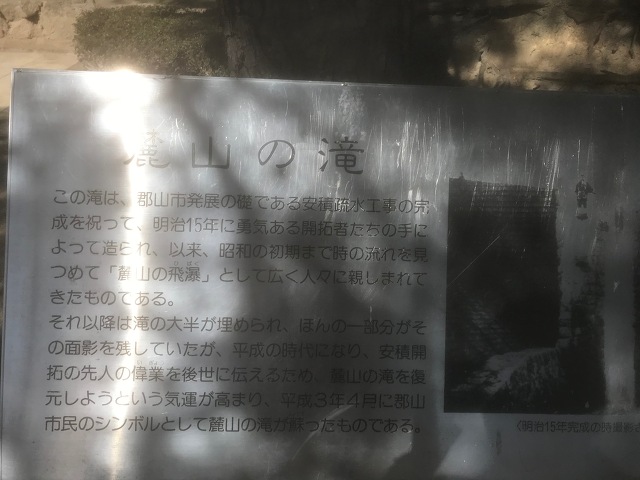 麓山の滝
この滝は、郡山市発展の礎である安積疏水工事の完
成を祝って、明治15年に勇気ある開拓者たちの手に
よって造られ、以来、昭和の初期まで時の流れを見
つめて「麓山の飛瀑」として広く人々に親しまれて
きたものである。
それ以降は滝の大半が埋められ、ほんの一部分がそ
の面影を残していたが、平成の時代になり、安積開
拓の先人の偉業を後世に伝えるため、麓山の滝を復
元しようという気運が高まり、平成3年4月に郡山
市民のシンボルとして麓山の滝が蘇ったものである。
《明治15年完成の時撮影